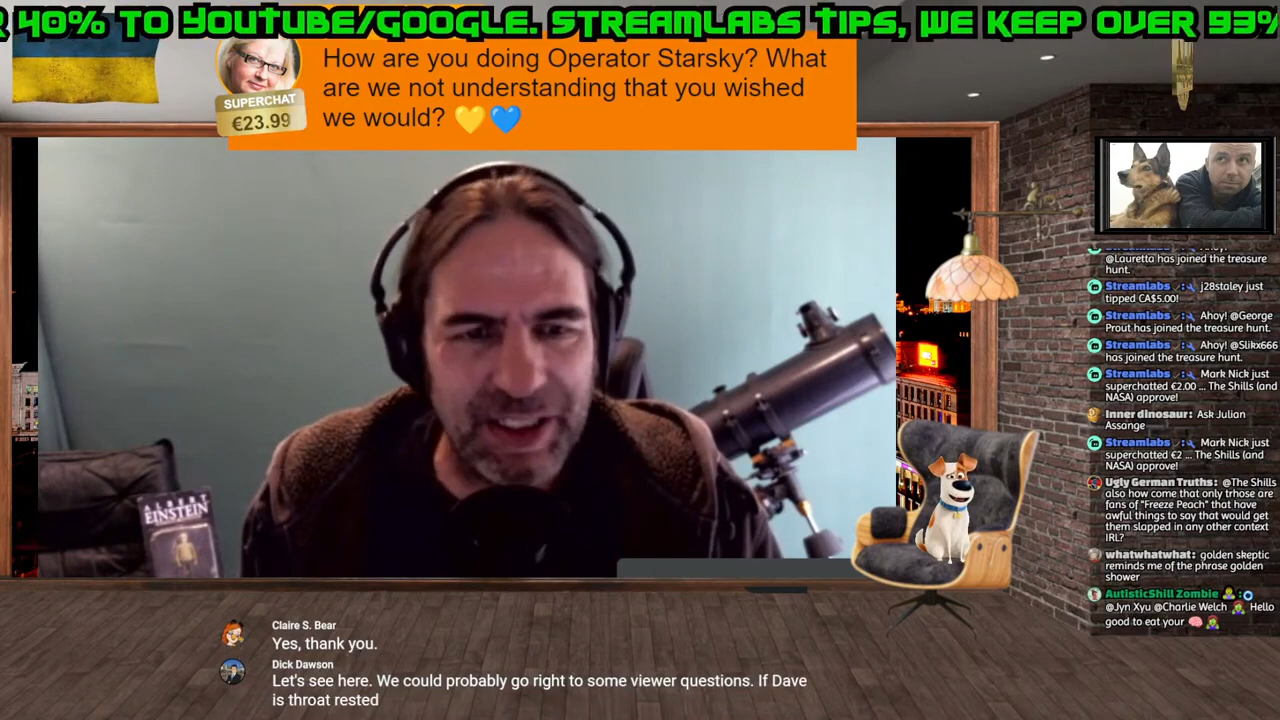 40% TO YOUTUBE/GOOGLE. STREAMLABS TIPS, WE KEEP OVER 93%
How are you doing Operator Starsky? What
are we not understanding that you wished
we would? 💛💙
SUPERCHAT
€23.99
ALBERT
EINSTEIN
@Lauretta has joined the treasure
hunt.
Streamlabs : j28staley just
tipped CA$5.00!
Streamlabs : Ahoy! @George
Prout has joined the treasure hunt.
Streamlabs : Ahoy! @Slikx666
has joined the treasure hunt.
Streamlabs : Mark Nick just
superchatted €2.00 ... The Shills (and
NASA) approve!
Inner dinosaur: Ask Julian
Assange
Streamlabs : Mark Nick just
superchatted €2 ... The Shills (and
NASA) approve!
Ugly German Truths: @The Shills
also how come that only trhose are
fans of "Freeze Peach" that have
awful things to say that would get
them slapped in any other context
IRL?
whatwhatwhat: golden skeptic
reminds me of the phrase golden
shower
AutisticShill Zombie :
@Jyn Xyu @Charlie Welch Hello
good to eat your
Claire S. Bear
Yes, thank you.
Dick Dawson
Let's see here. We could probably go right to some viewer questions. If Dave
is throat rested